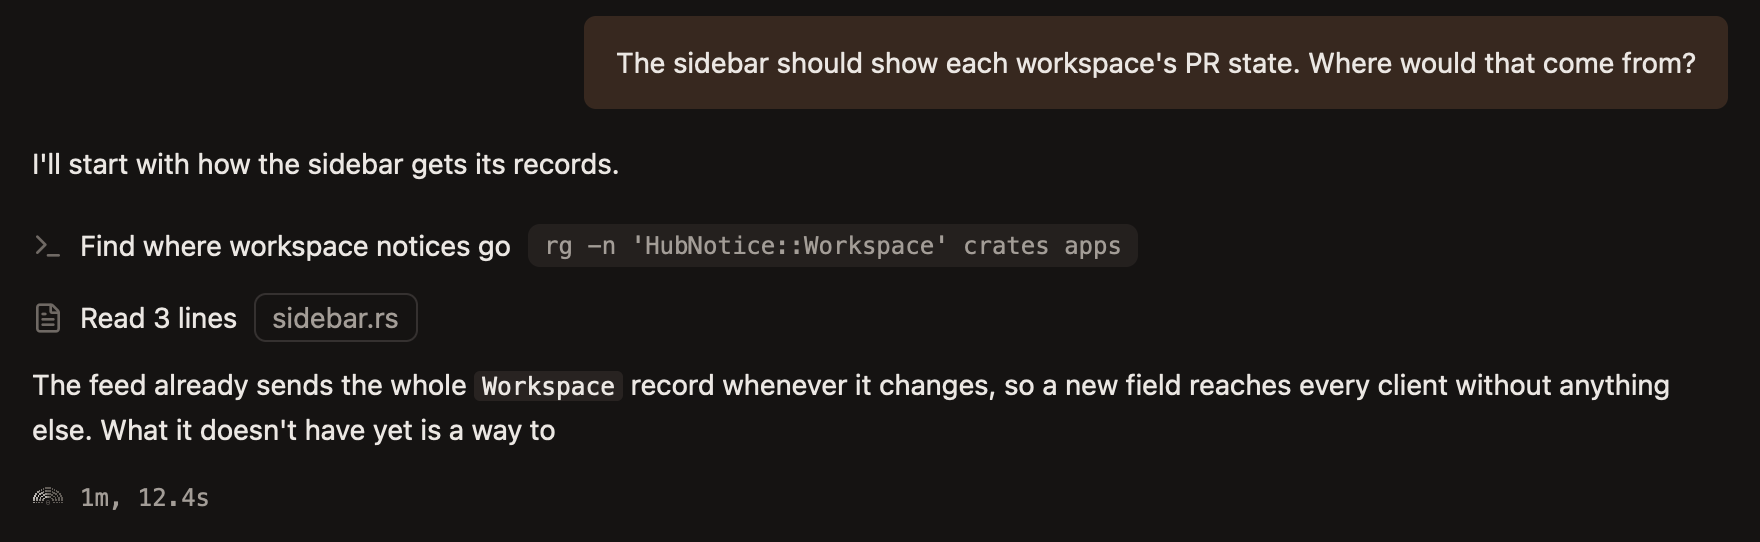 The sidebar should show each workspace's PR state. Where would that come from?
I'll start with how the sidebar gets its records.
Find where workspace notices go rg -n 'HubNotice::Workspace' crates apps
Read 3 lines sidebar.rs
The feed already sends the whole Workspace record whenever it changes, so a new field reaches every client without anything
else. What it doesn't have yet is a way to
1m, 12.4s